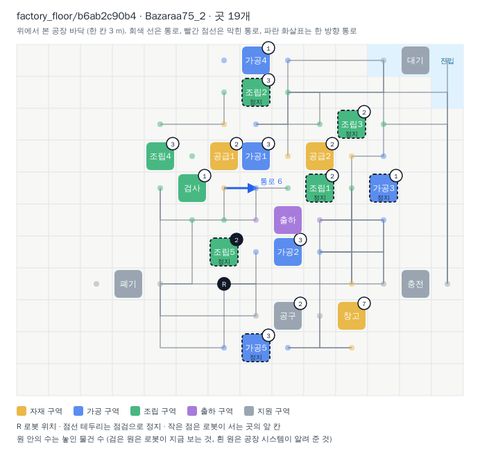 factory_floor/b6ab2c90b4 · Bazaraa75_2 · 곳 19개
위에서 본 공장 바닥 (한 칸 3 m). 회색 선은 통로, 빨간 점선은 막힌 통로, 파란 화살표는 한 방향 통로
가공4 1
대기
조립2 3
정지
조립3 2
정지
조립4 3
공급1 2
가공1 3
공급2 2
검사 1
통로 6
조립1 2
정지
가공3 1
정지
출하
조립5 2
정지
가공2 3
폐기
R
충전
공구 2
창고 7
가공5 3
정지
자재 구역 가공 구역 조립 구역 출하 구역 지원 구역
R 로봇 위치 · 점선 테두리는 점검으로 정지 · 작은 점은 로봇이 서는 곳의 앞 칸
원 안의 수는 놓인 물건 수 (검은 원은 로봇이 지금 보는 것, 흰 원은 공장 시스템이 알려 준 것)